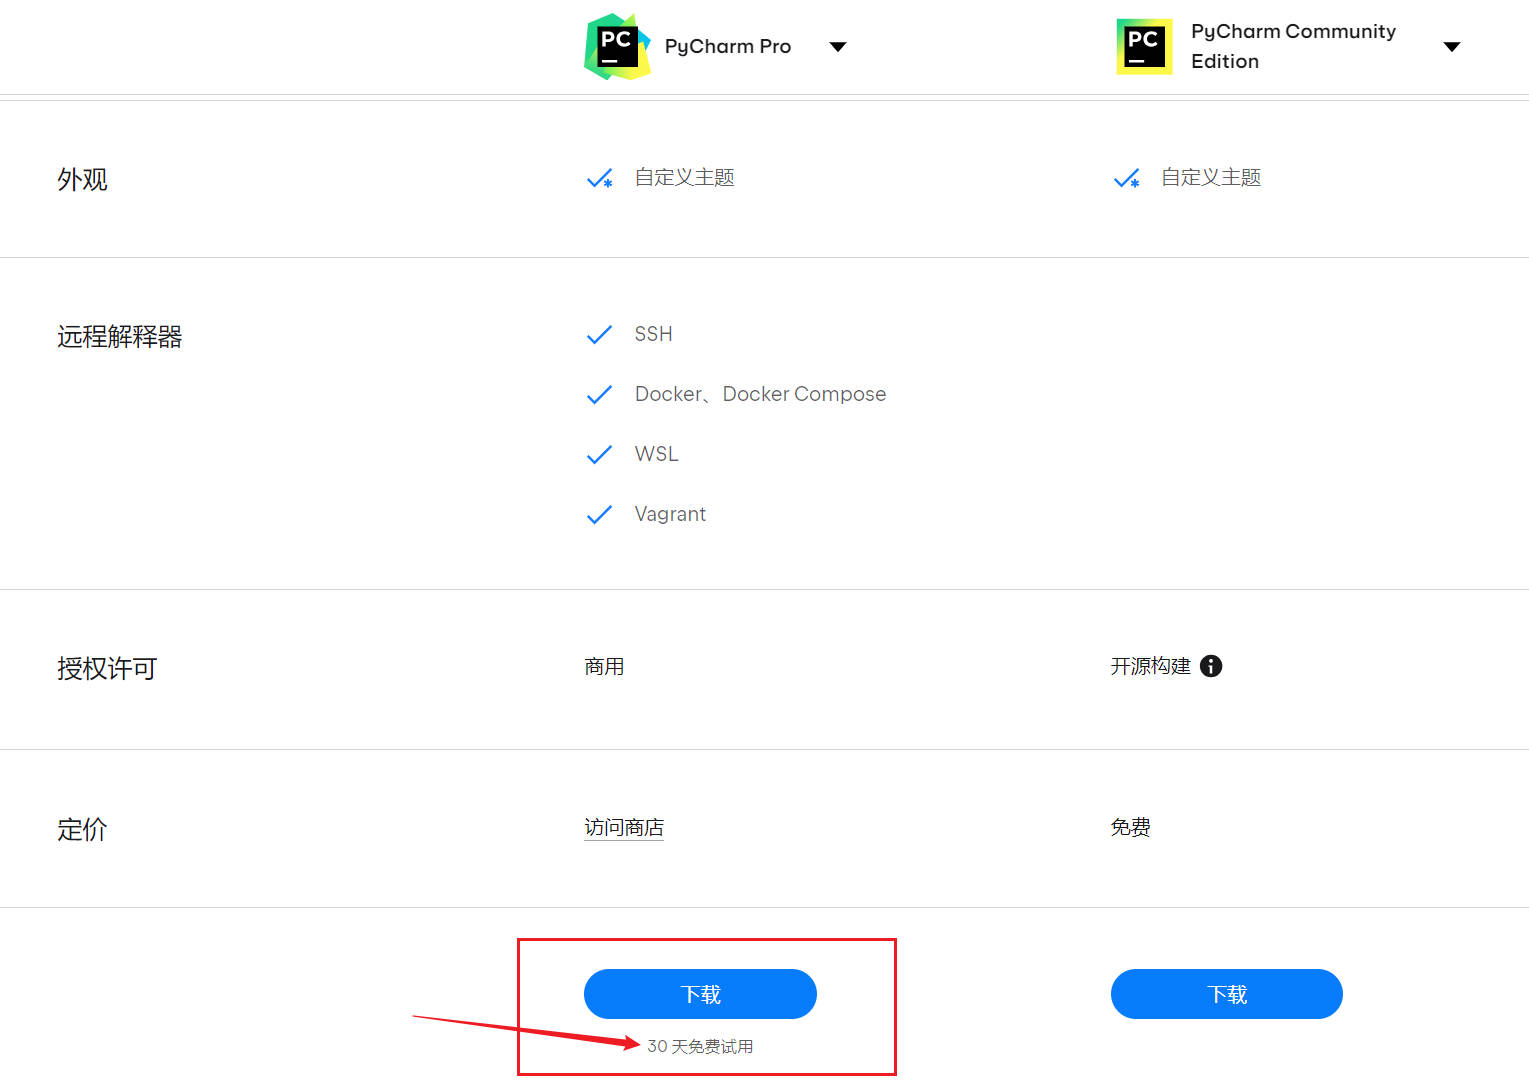 PC
PyCharm Pro
PC
PyCharm Community
Edition
外观
自定义主题
自定义主题
远程解释器
SSH
Docker、Docker Compose
WSL
Vagrant
授权许可
商用
开源构建
定价
访问商店
免费
下载
下载
30 天免费试用